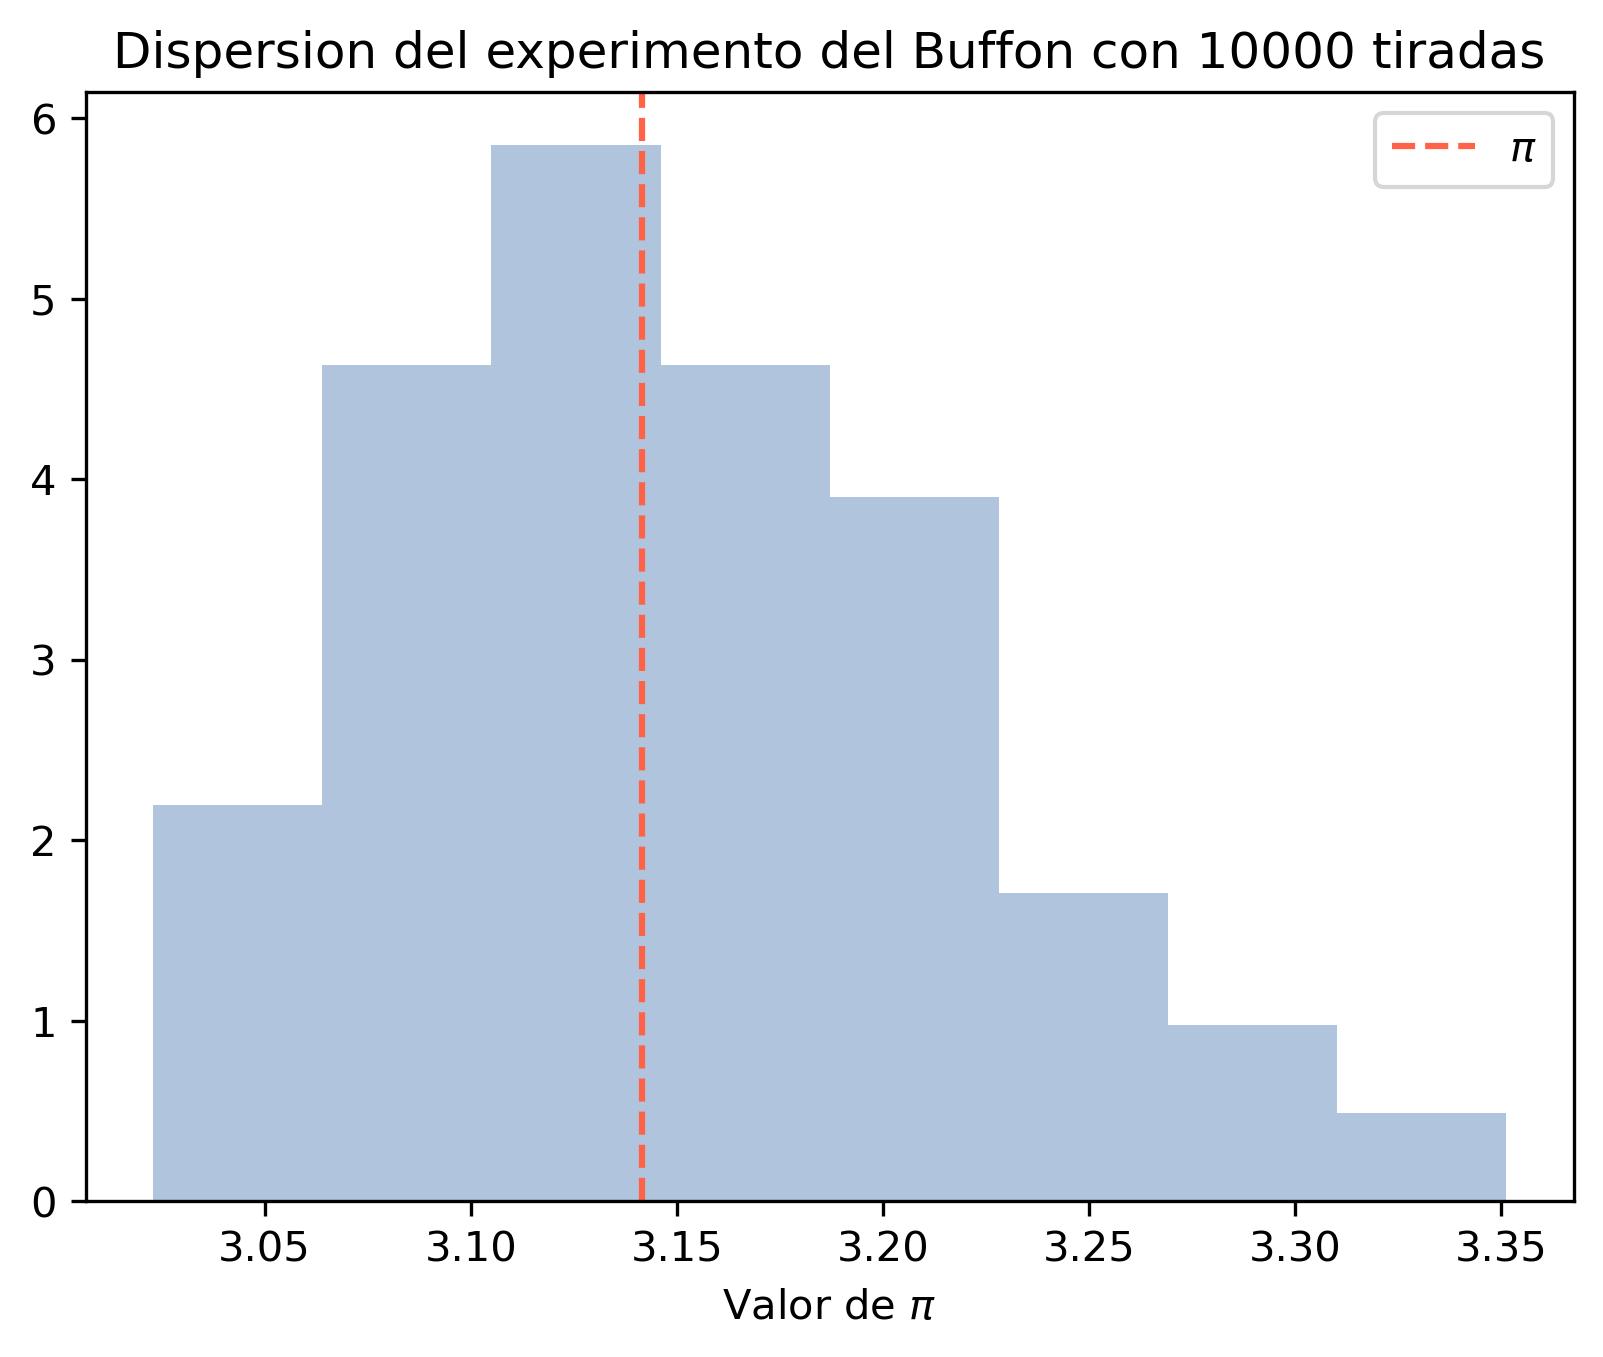 Dispersion del experimento del Buffon con 10000 tiradas
π
6
5
4
3
2
1
0
3.05 3.10 3.15 3.20 3.25 3.30 3.35
Valor de π